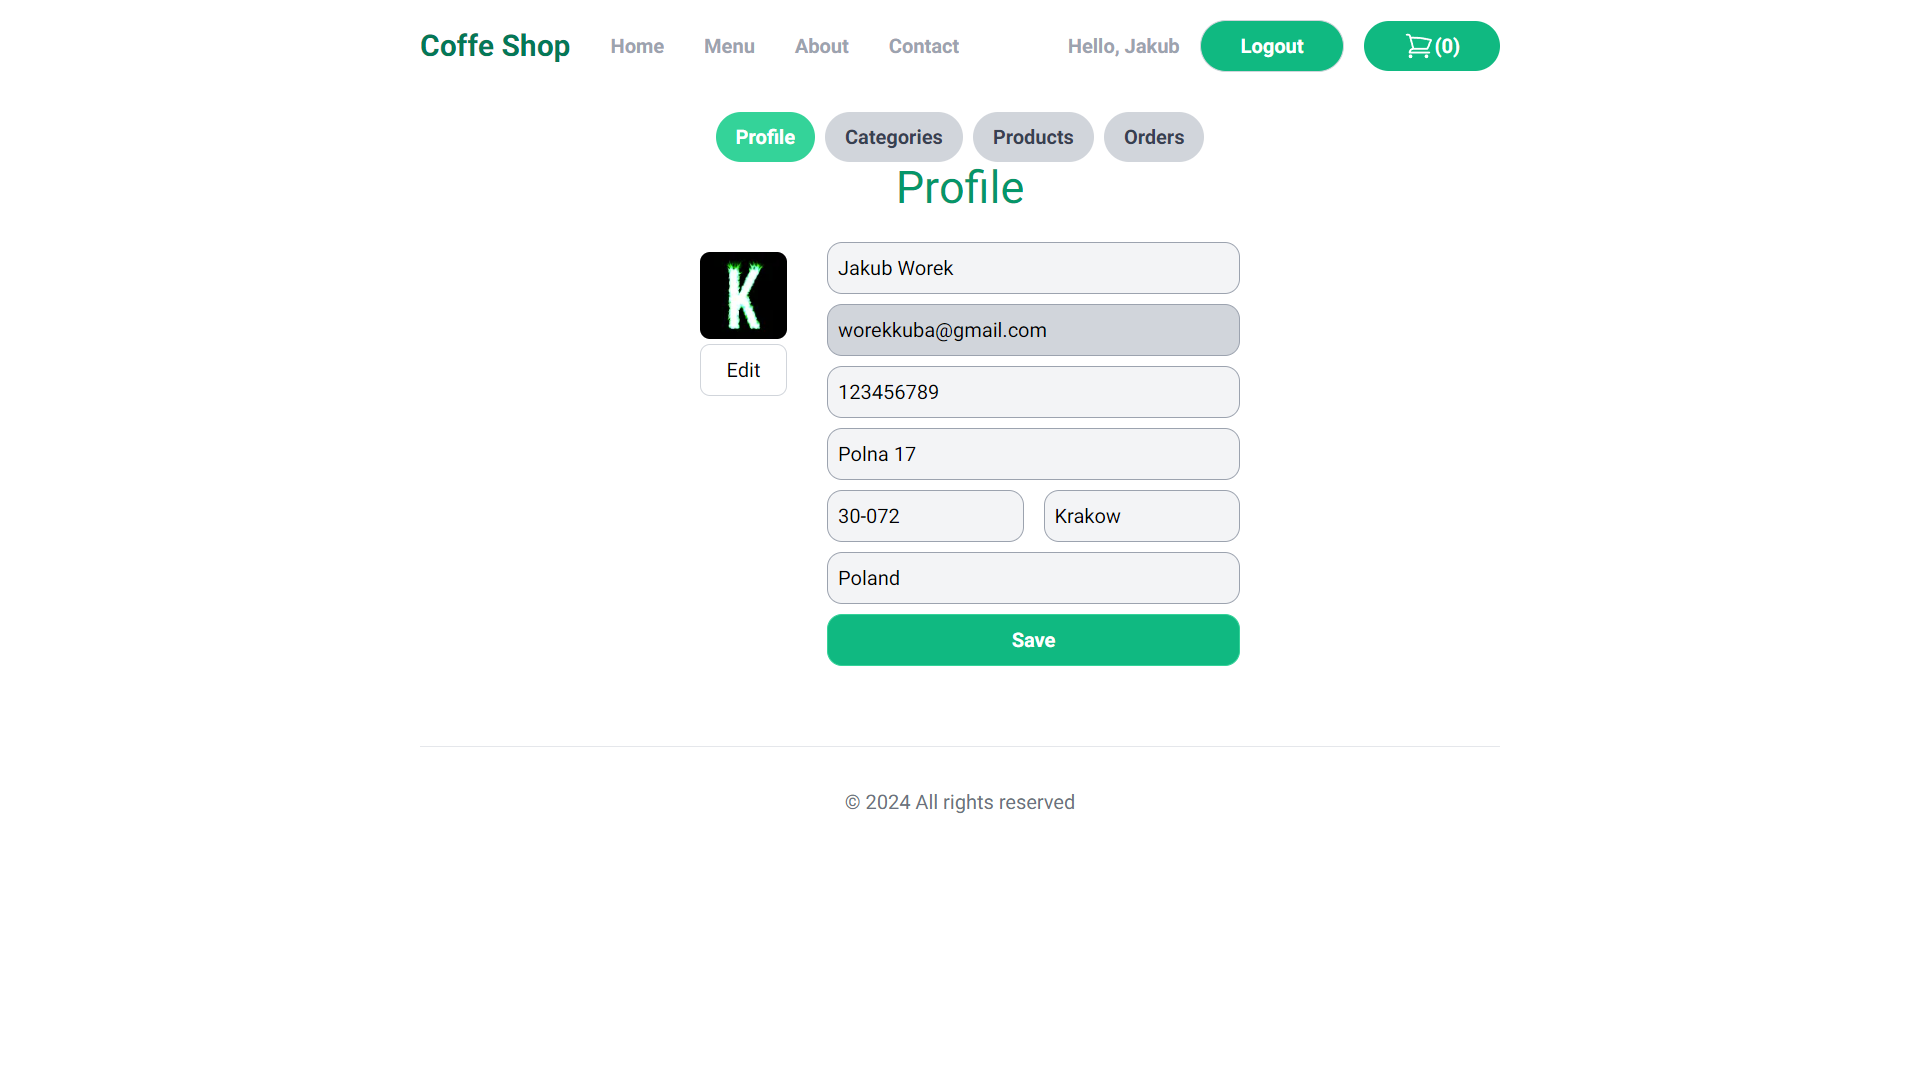 Coffe Shop Home Menu About Contact Hello, Jakub Logout (0)
Profile Categories Products Orders
Profile
K
Jakub Worek
worekkuba@gmail.com
Edit
123456789
Polna 17
30-072 Krakow
Poland
Save
© 2024 All rights reserved